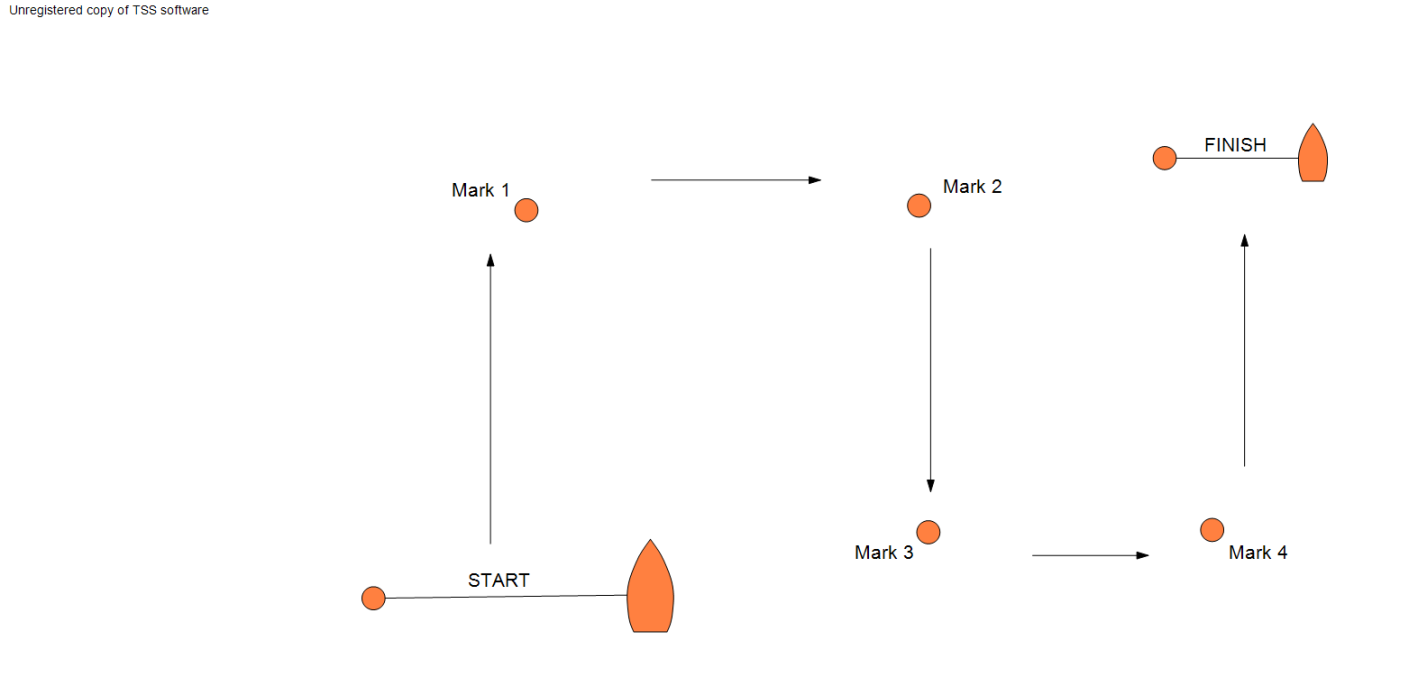 Unregistered copy of TSS software
FINISH
Mark 1
Mark 2
Mark 3
Mark 4
START